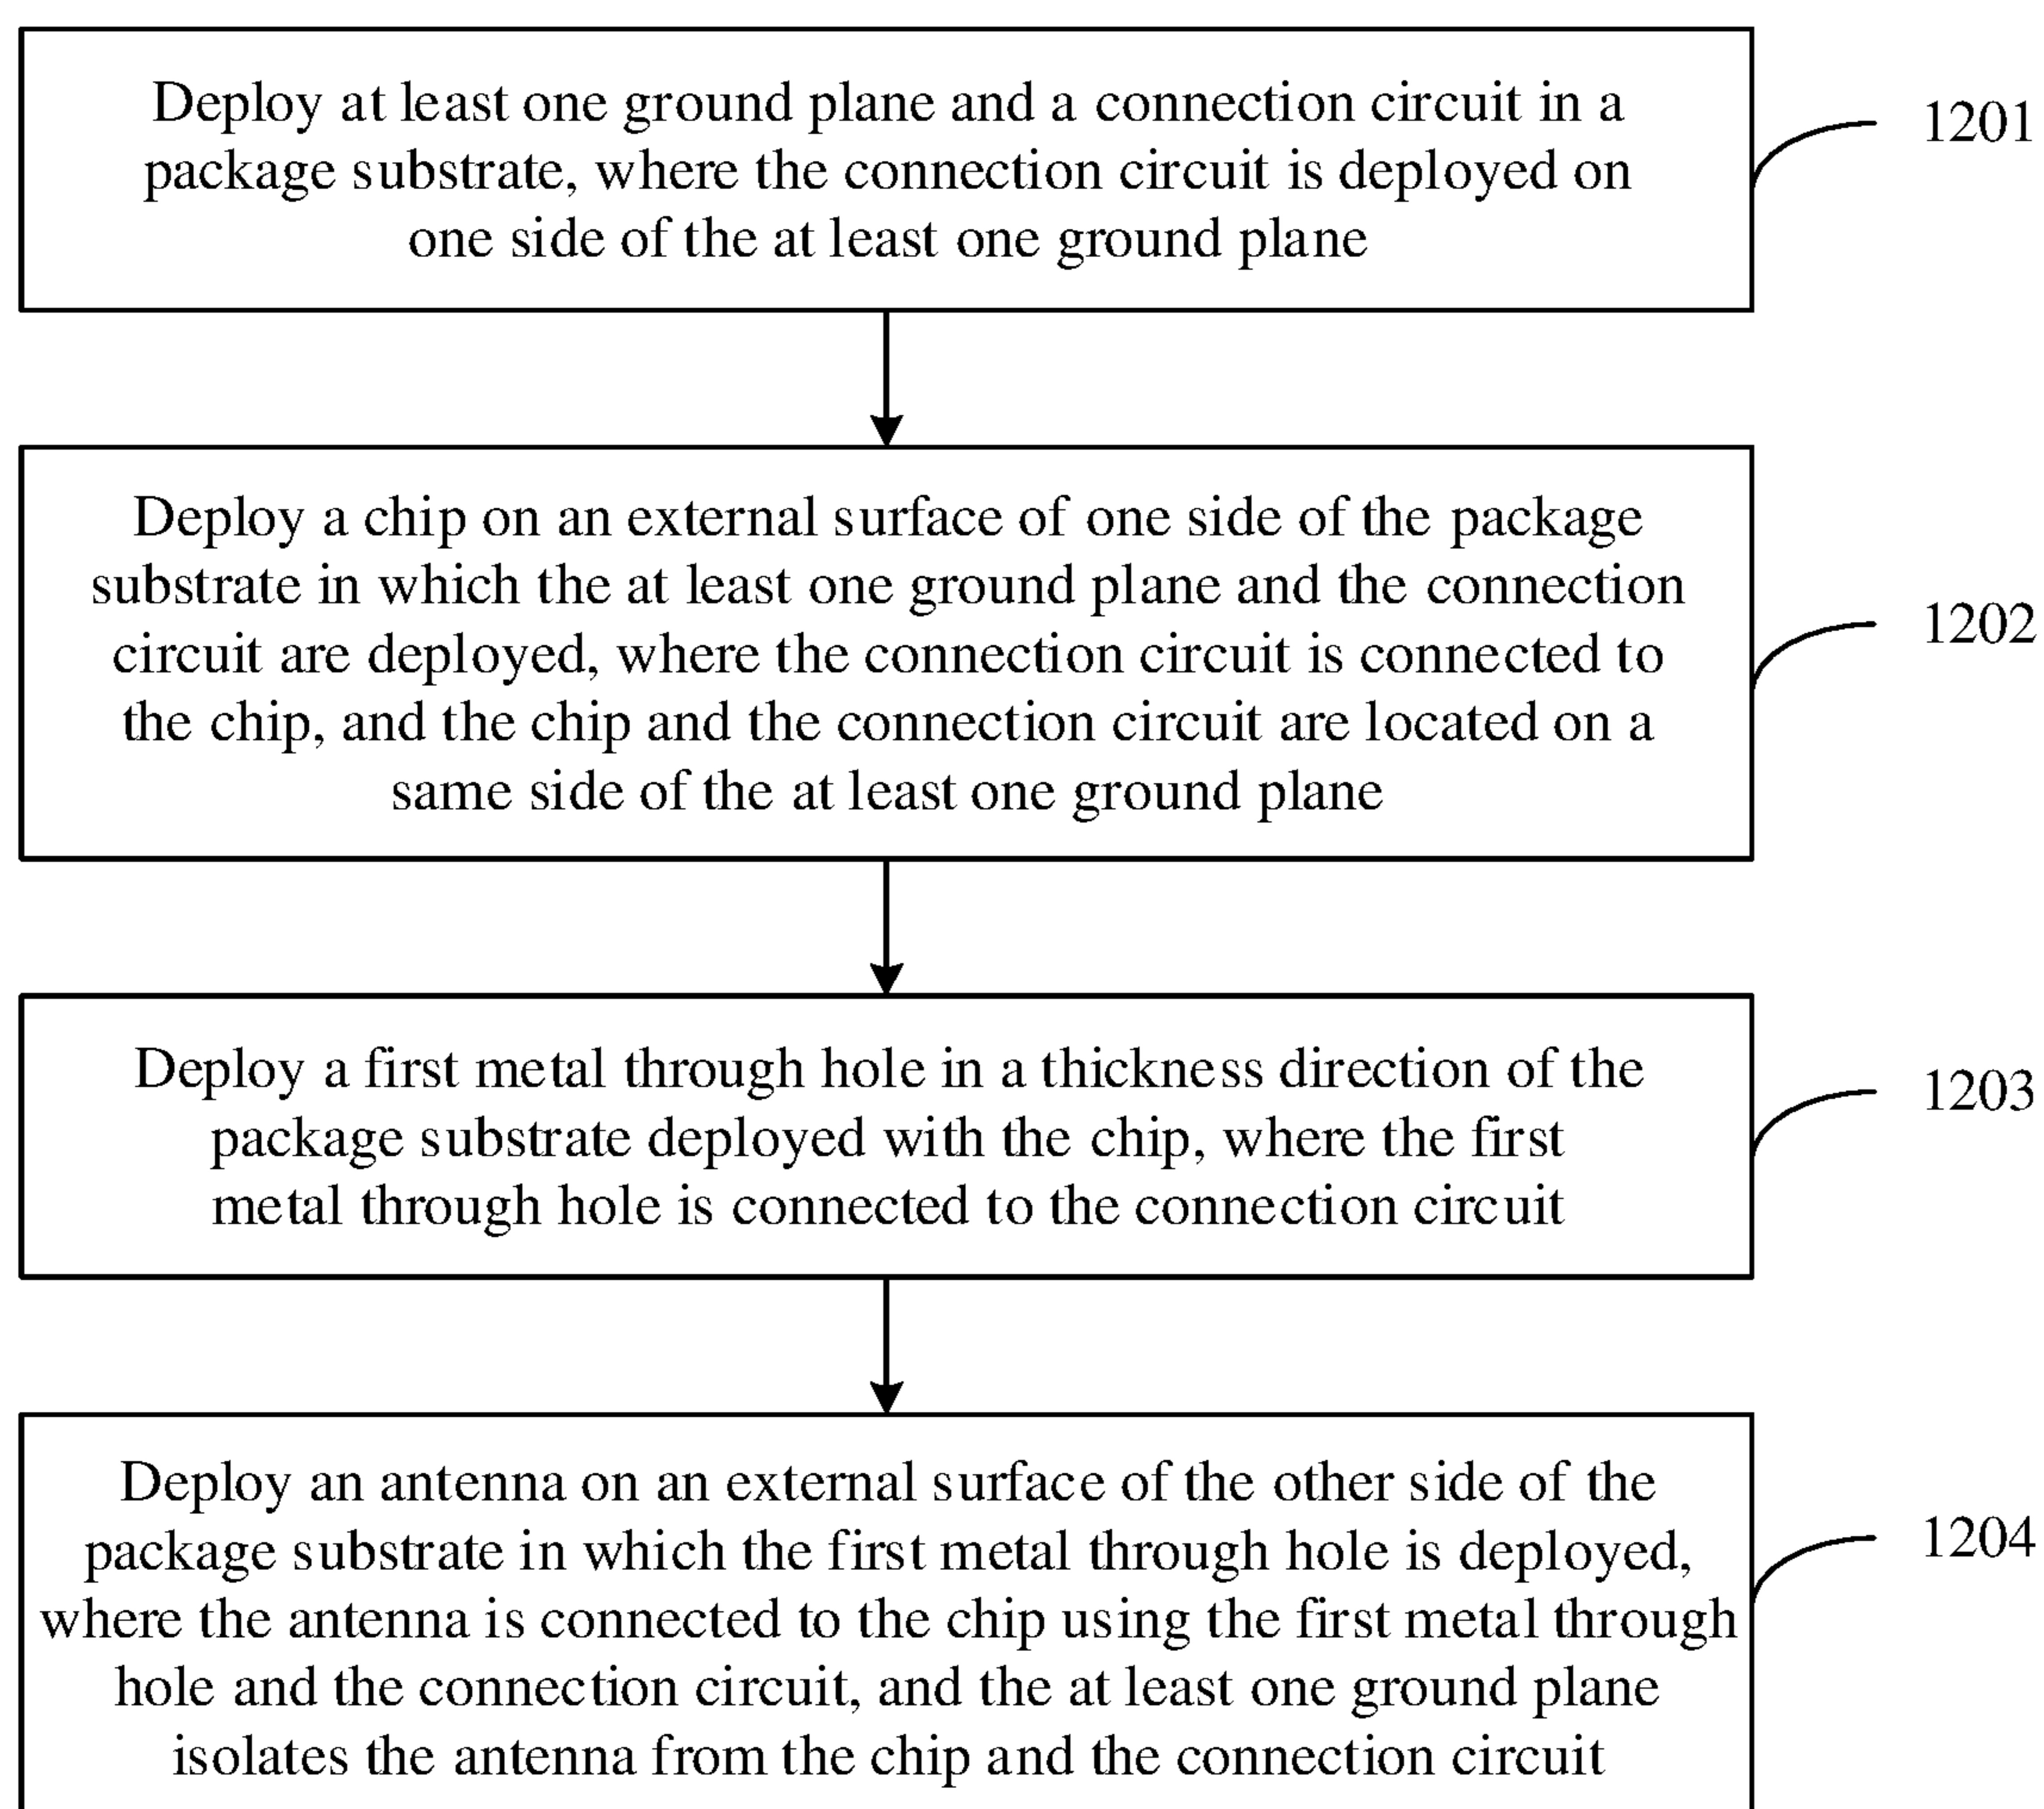 Deploy at least one ground plane and a connection circuit in a
package substrate, where the connection circuit is deployed on
one side of the at least one ground plane
1201
Deploy a chip on an external surface of one side of the package
substrate in which the at least one ground plane and the connection
circuit are deployed, where the connection circuit is connected to
the chip, and the chip and the connection circuit are located on a
same side of the at least one ground plane
1202
Deploy a first metal through hole in a thickness direction of the
package substrate deployed with the chip, where the first
metal through hole is connected to the connection circuit
1203
Deploy an antenna on an external surface of the other side of the
package substrate in which the first metal through hole is deployed,
where the antenna is connected to the chip using the first metal through
hole and the connection circuit, and the at least one ground plane
isolates the antenna from the chip and the connection circuit
1204